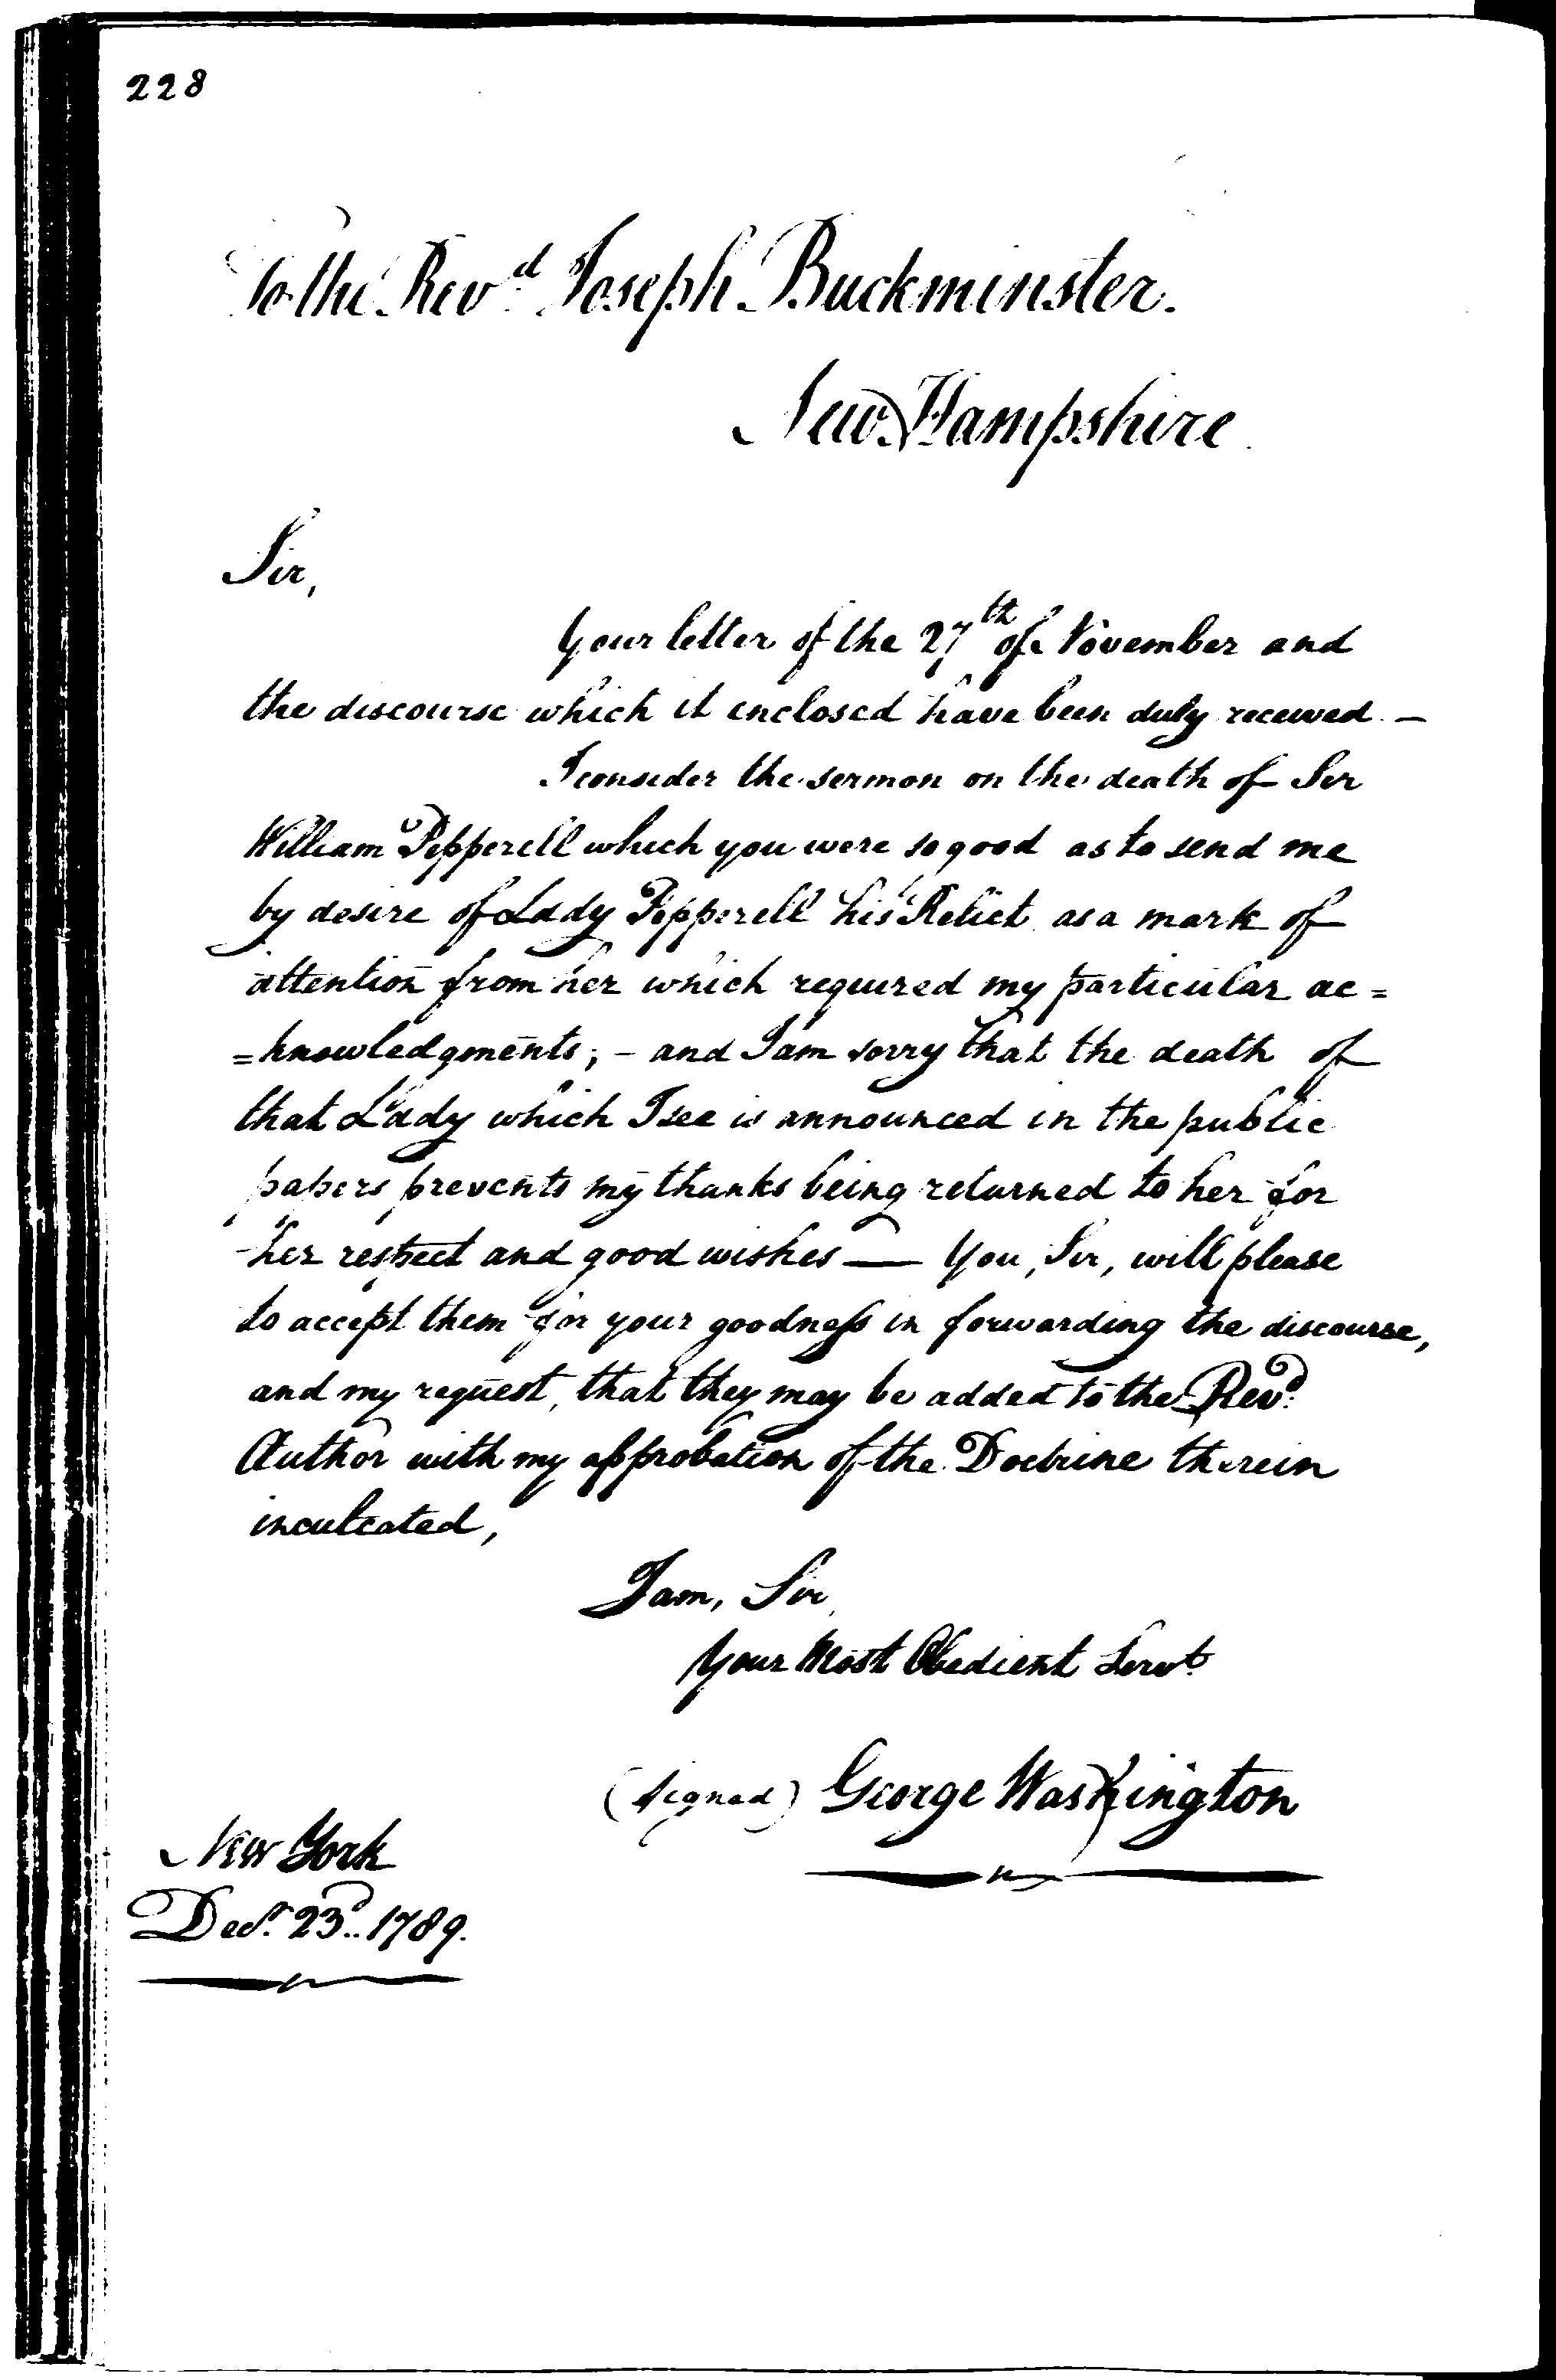 228
To the Revd Joseph Buckminster.
New Hampshire
Sir,
Your letter of the 27th of November and
the discourse which it enclosed have been duly received. —
I consider the sermon on the death of Sir
William Pepperell which you were so good as to send me
by desire of Lady Pepperell his Relict as a mark of
attention from her which required my particular ac=
=knowledgments; – and I am sorry that the death of
that Lady which I see is announced in the public
papers prevents my thanks being returned to her for
her respect and good wishes — You, Sir, will please
to accept them for your goodness in forwarding the discourse,
and my request, that they may be added to the Revd.
Author with my approbation of the Doctrine therein
inculcated,
I am, Sir,
Your Most Obedient Servt.
(signed) George Washington
New York
Decr. 23d. 1789.